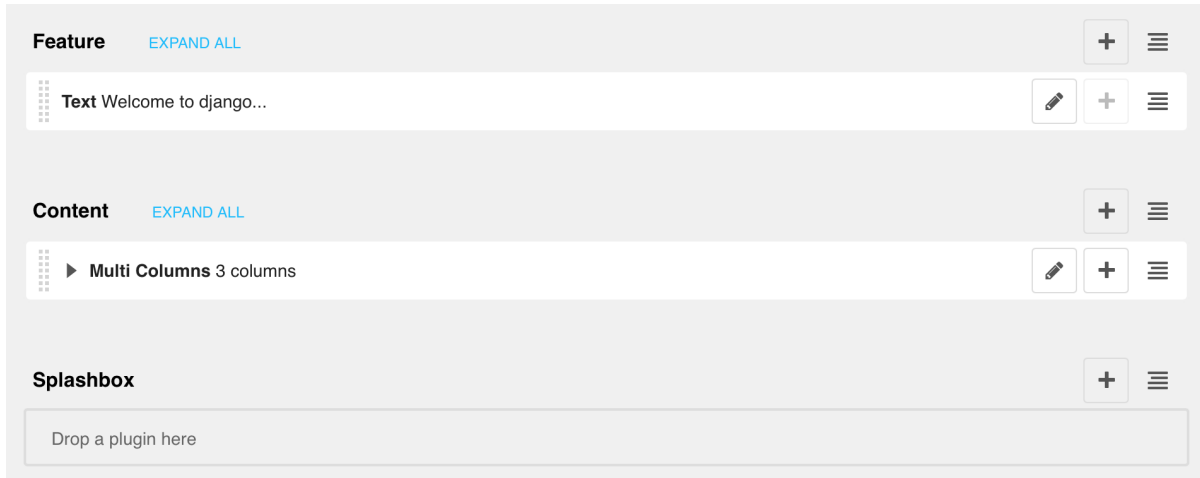 Feature EXPAND ALL
Text Welcome to django...
Content EXPAND ALL
Multi Columns 3 columns
Splashbox
Drop a plugin here